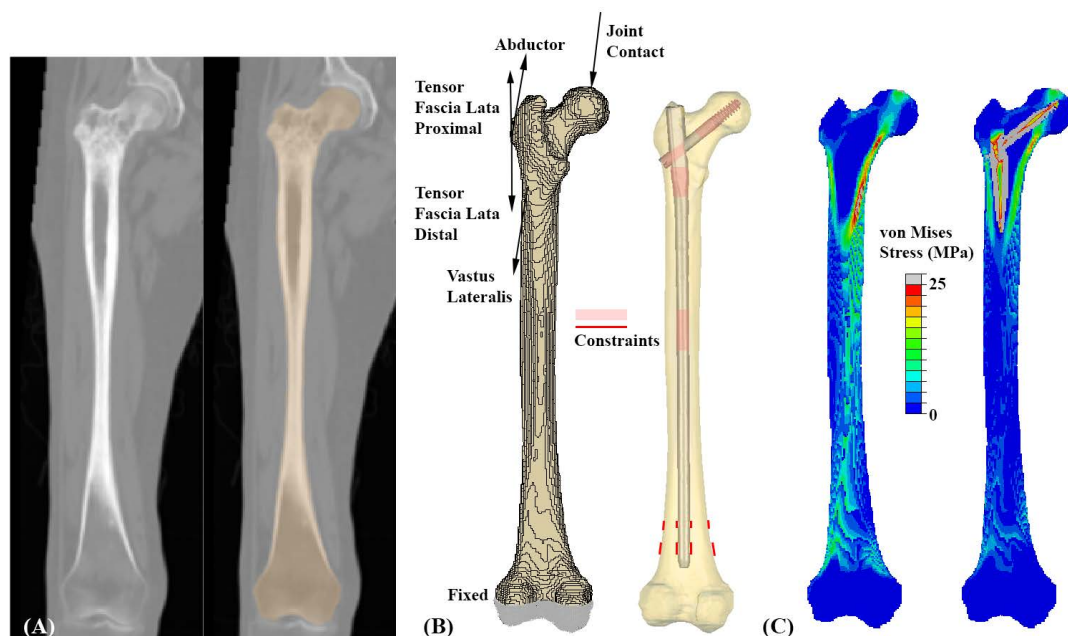 Joint
Contact
Abductor
Tensor
Fascia Lata
Proximal
Tensor
Fascia Lata
Distal
Vastus
Lateralis
Fixed
Constraints
von Mises
Stress (MPa)
25
0
(A)
(B)
(C)